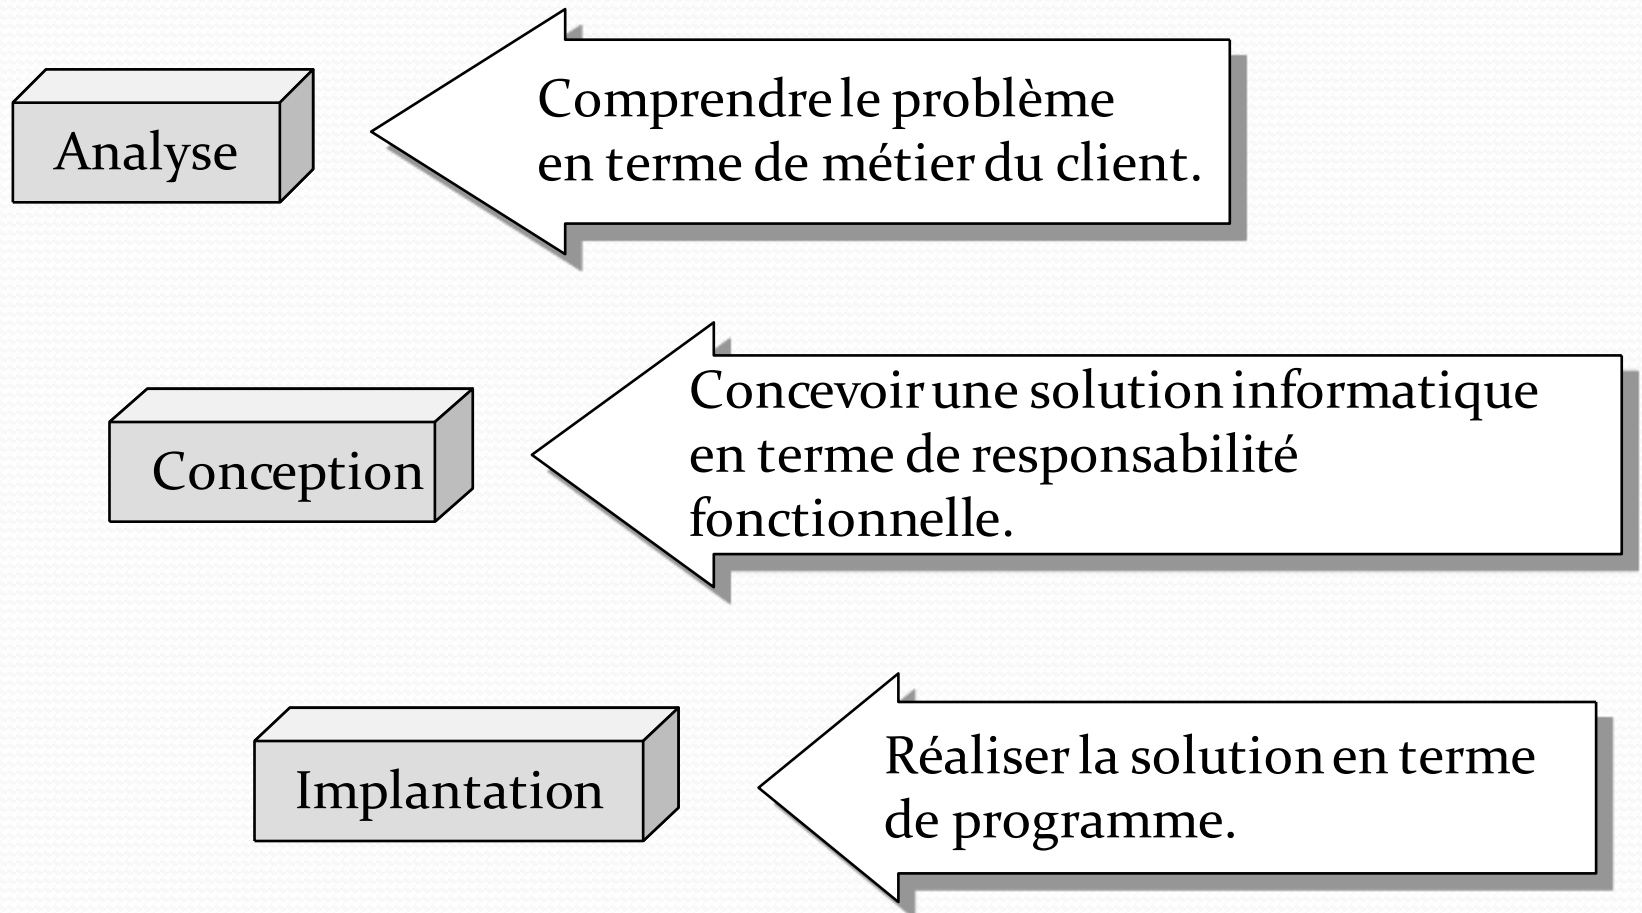 Analyse
Comprendre le problème
en terme de métier du client.
Conception
Concevoir une solution informatique
en terme de responsabilité
fonctionnelle.
Implantation
Réaliser la solution en terme
de programme.